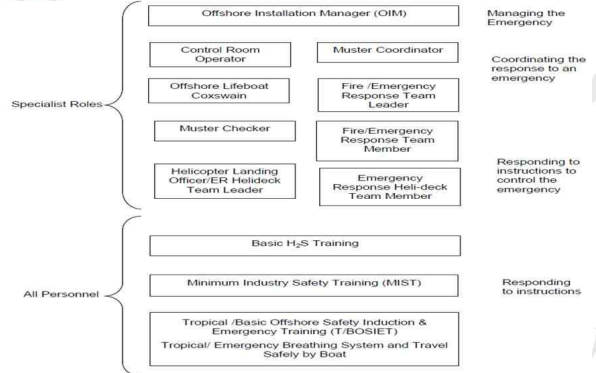 Offshore Installation Manager (OIM)
Managing the
Emergency
Control Room
Operator
Muster Coordinator
Coordinating the
response to an
emergency
Offshore Lifeboat
Coxswain
Fire /Emergency
Response Team
Leader
Specialist Roles
Muster Checker
Fire/Emergency
Response Team
Member
Helicopter Landing
Officer/ER Helideck
Team Leader
Emergency
Response Heli-deck
Team Member
Responding to
instructions to
control the
emergency
Basic H₂S Training
All Personnel
Minimum Industry Safety Training (MIST)
Responding
to instructions
Tropical /Basic Offshore Safety Induction &
Emergency Training (T/BOSIET)
Tropical/ Emergency Breathing System and Travel
Safely by Boat